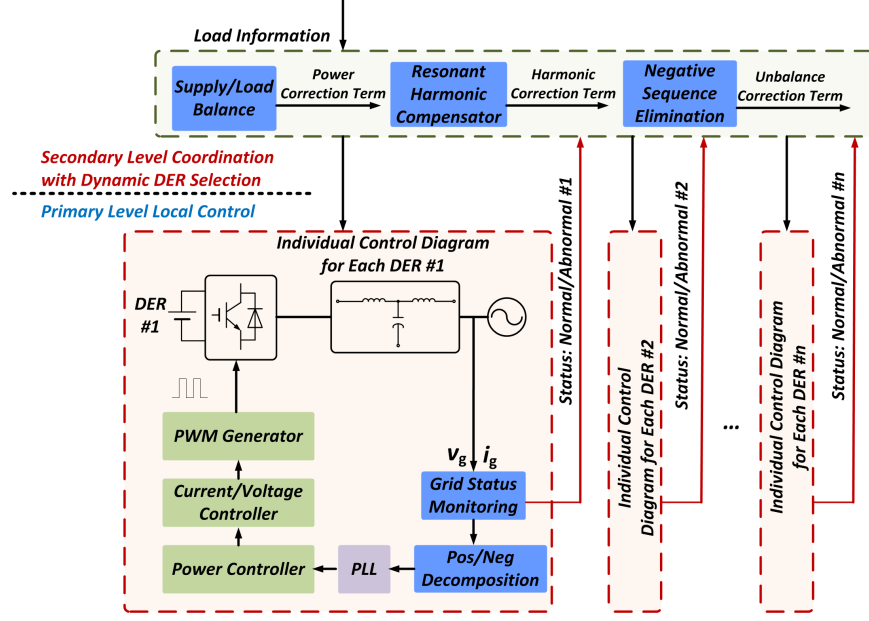 Load Information
Supply/Load
Balance
Power
Correction Term
Resonant
Harmonic
Compensator
Harmonic
Correction Term
Negative
Sequence
Elimination
Unbalance
Correction Term
Secondary Level Coordination
with Dynamic DER Selection
Primary Level Local Control
Individual Control Diagram
for Each DER #1
DER
#1
PWM Generator
Current/Voltage
Controller
Power Controller
PLL
vg ig
Grid Status
Monitoring
Pos/Neg
Decomposition
Status: Normal/Abnormal #1
Individual Control
Diagram for Each DER #2
Status: Normal/Abnormal #2
...
Individual Control Diagram
for Each DER #n
Status: Normal/Abnormal #n